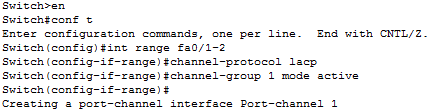 Switch>en
Switch#conf t
Enter configuration commands, one per line.  End with CNTL/Z.
Switch(config)#int range fa0/1-2
Switch(config-if-range)#channel-protocol lacp
Switch(config-if-range)#channel-group 1 mode active
Switch(config-if-range)#
Creating a port-channel interface Port-channel 1